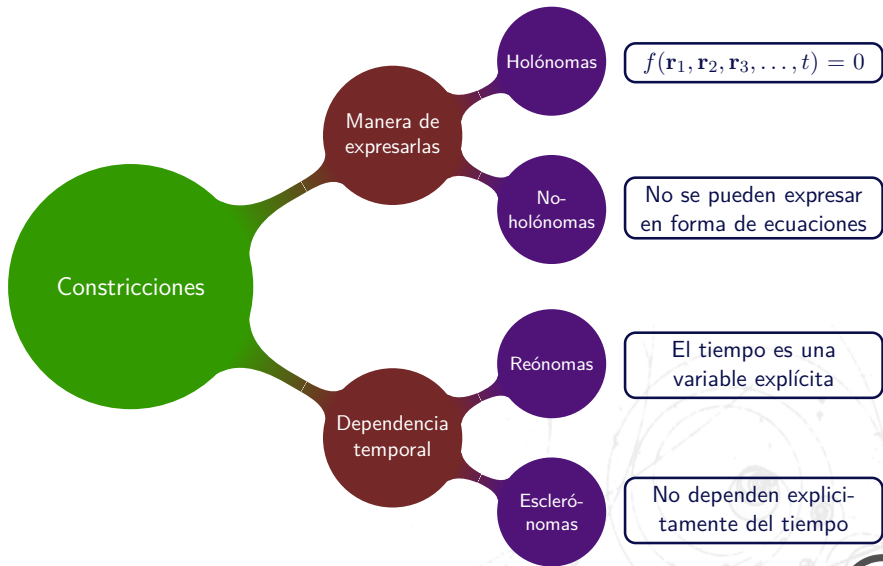 Constricciones
Manera de
expresarlas
Holónomas
f(r₁, r₂, r₃, . . . , t) = 0
No-
holónomas
No se pueden expresar
en forma de ecuaciones
Dependencia
temporal
Reónomas
El tiempo es una
variable explícita
Escleró-
nomas
No dependen explici-
tamente del tiempo